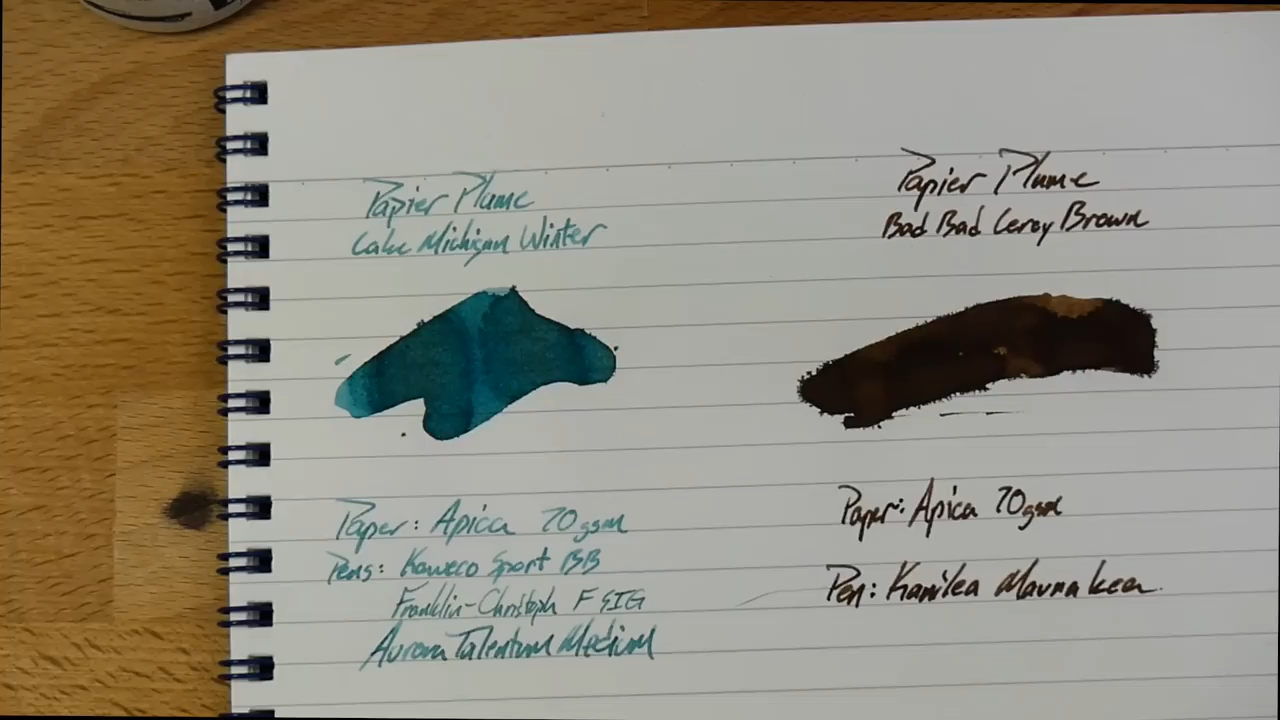 Papier Plume
Lake Michigan Winter
Papier Plume
Bad Bad Leroy Brown
Paper: Apica 70gsm
Pens: Kaweco Sport BB
Franklin-Christoph F SIG
Aurora Talentum Medium
Paper: Apica 70gsm
Pen: Kanilea Mauna kea